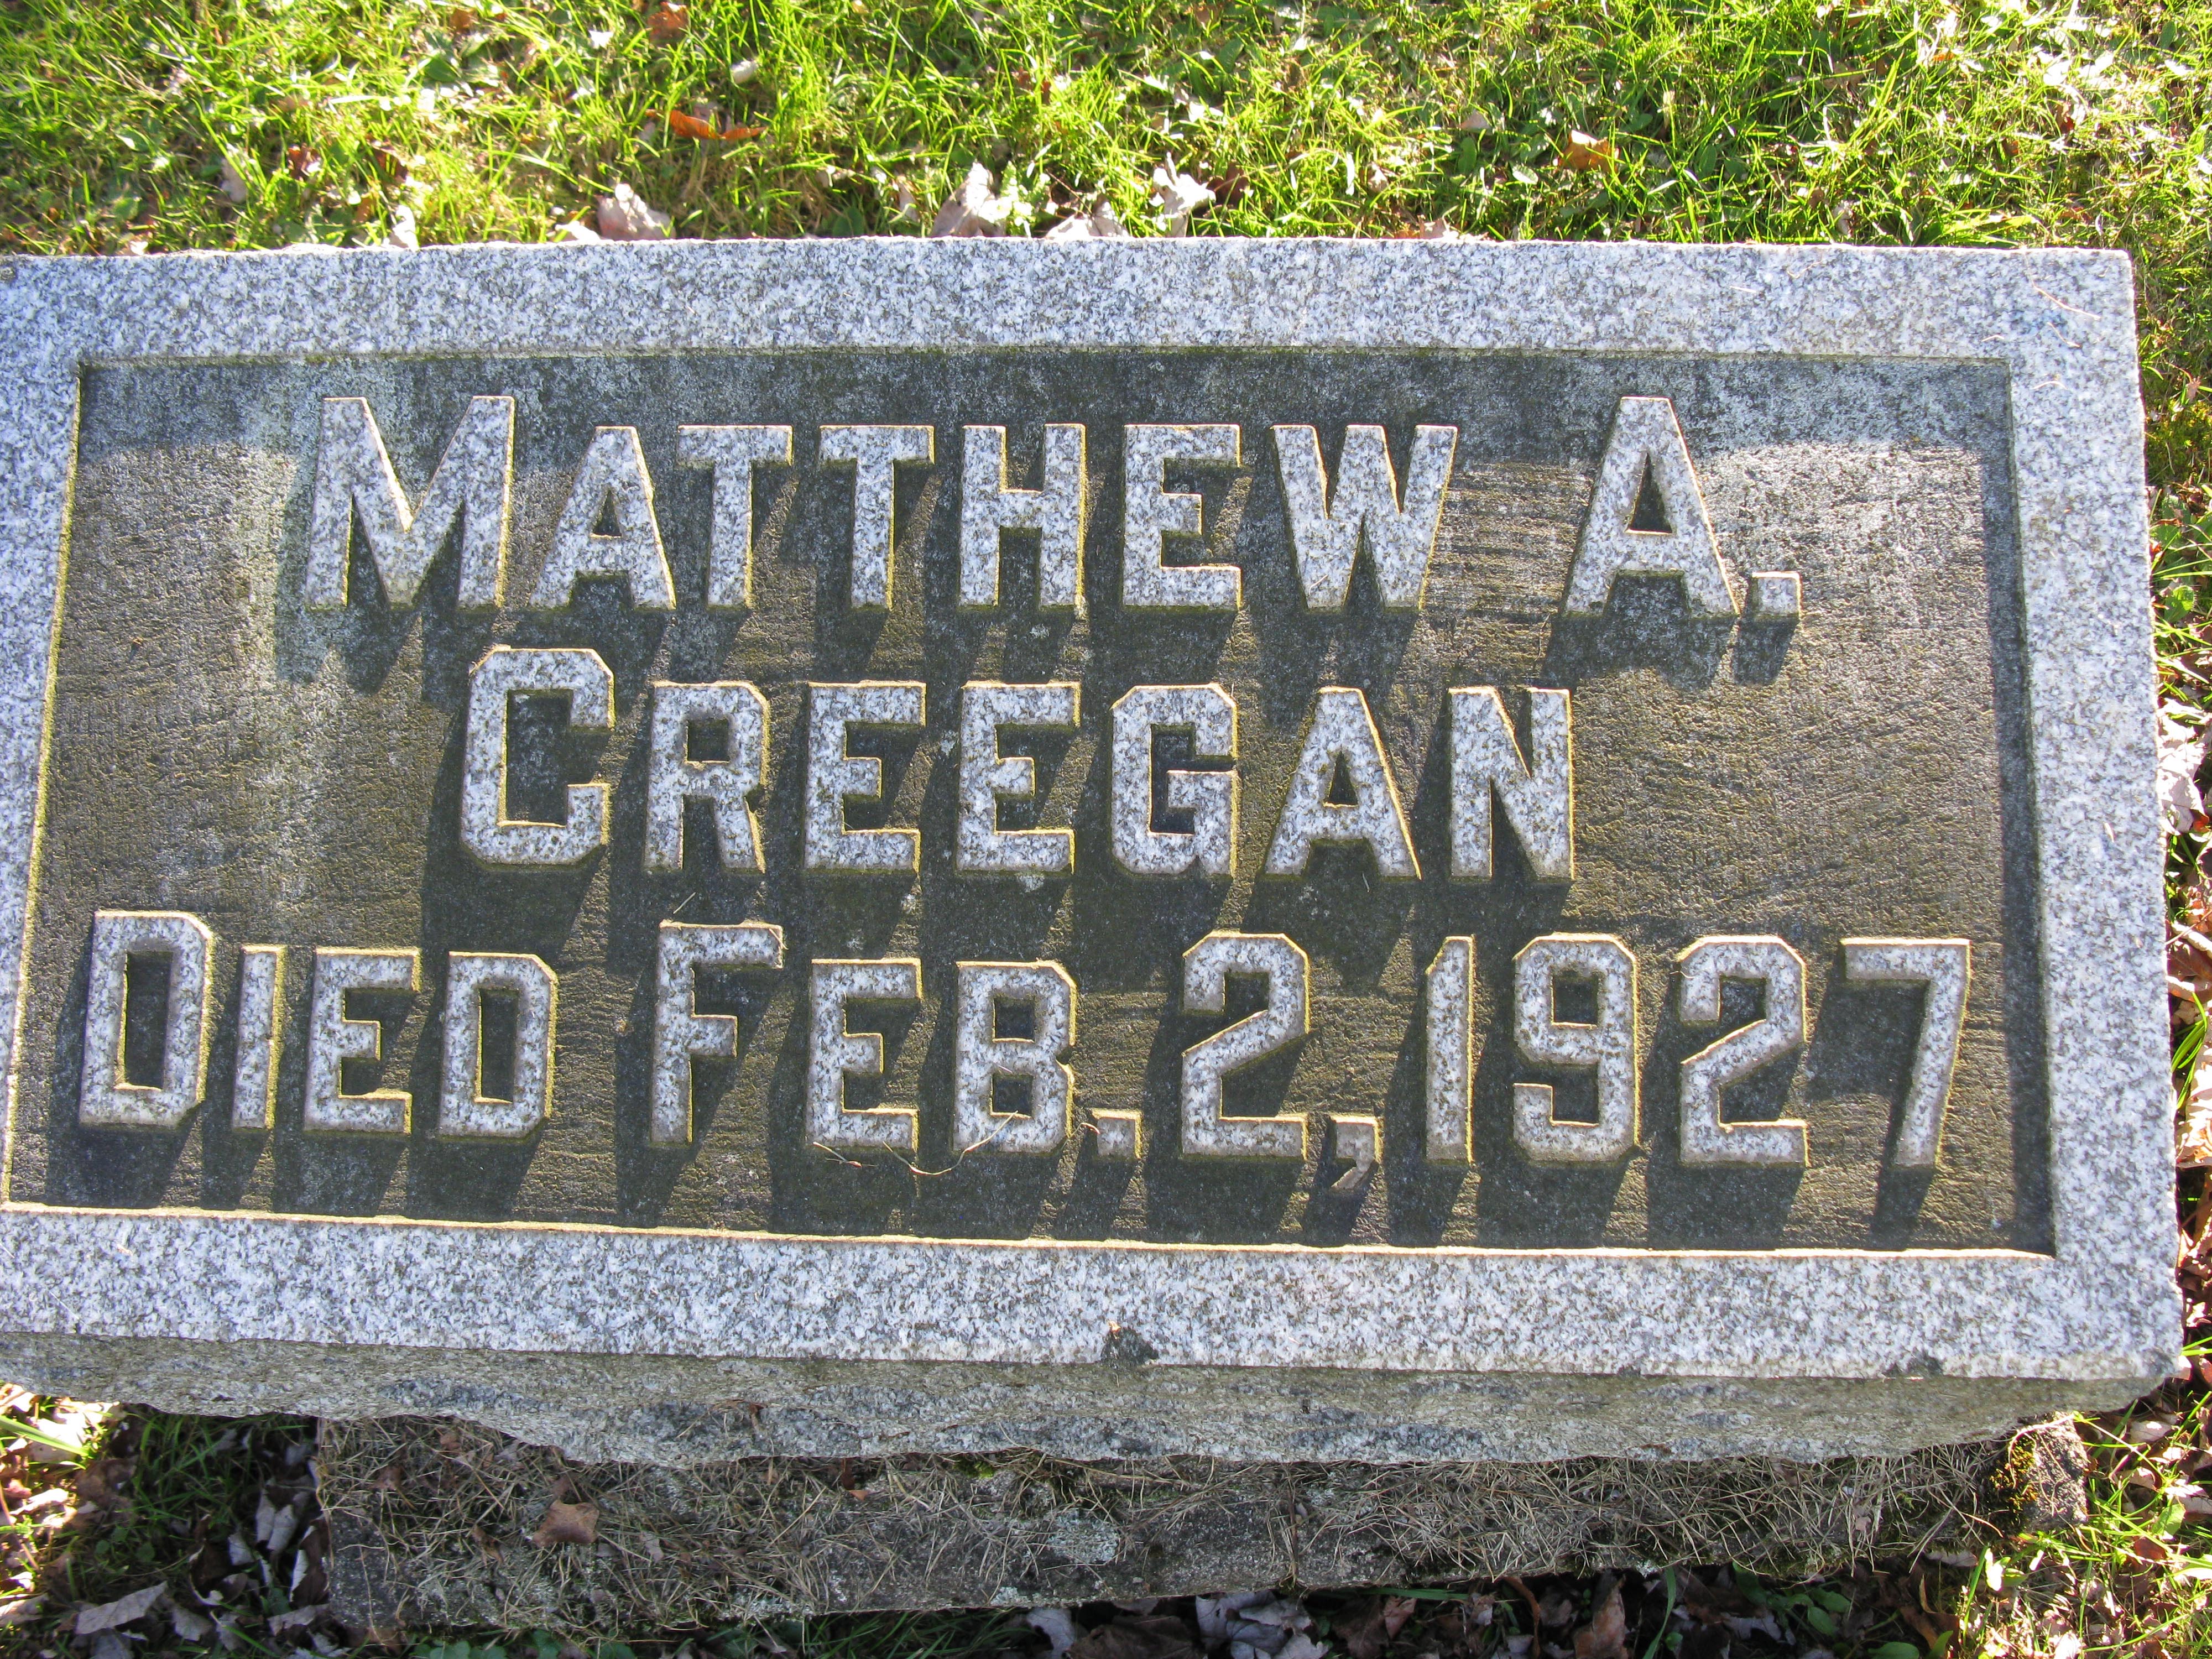 MATTHEW A.
CREEGAN
DIED FEB. 2, 1927